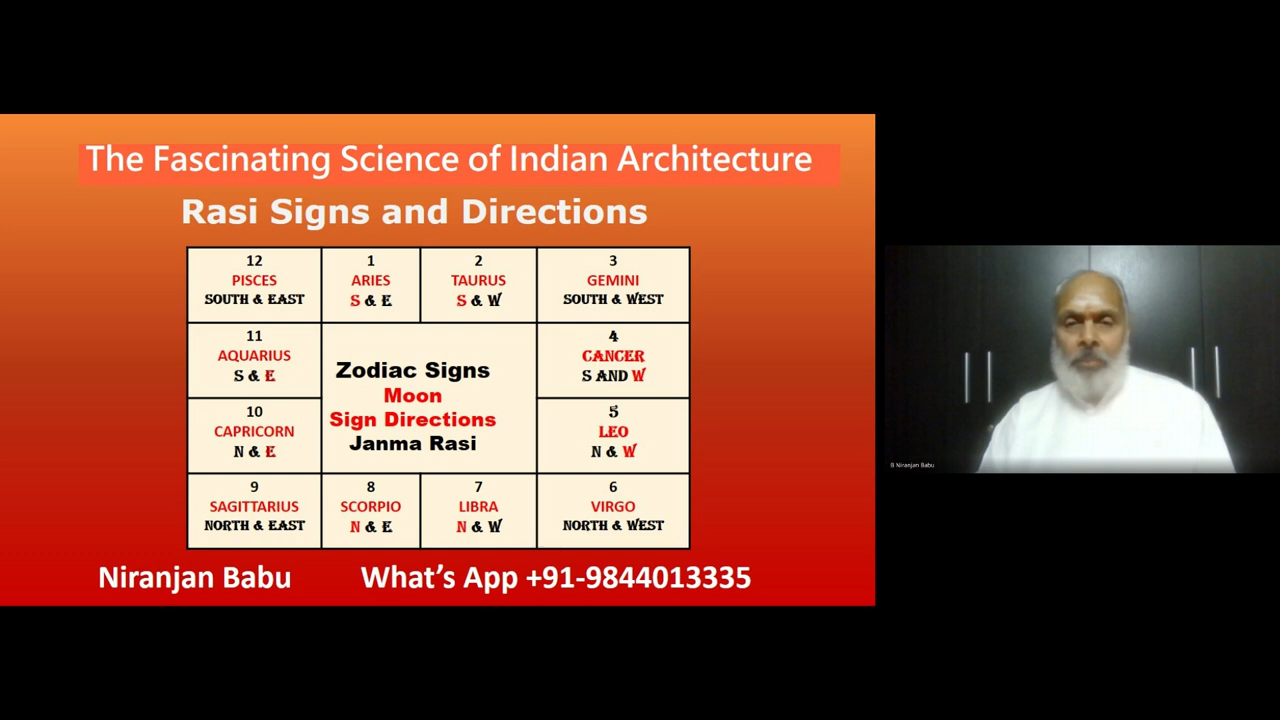 The Fascinating Science of Indian Architecture
Rasi Signs and Directions
12
PISCES
SOUTH & EAST
1
ARIES
S & E
2
TAURUS
S & W
3
GEMINI
SOUTH & WEST
11
AQUARIUS
S & E
Zodiac Signs
Moon
Sign Directions
Janma Rasi
4
CANCER
S AND W
10
CAPRICORN
N & E
5
LEO
N & W
9
SAGITTARIUS
NORTH & EAST
8
SCORPIO
N & E
7
LIBRA
N & W
6
VIRGO
NORTH & WEST
Niranjan Babu What's App +91-9844013335
B Niranjan Babu